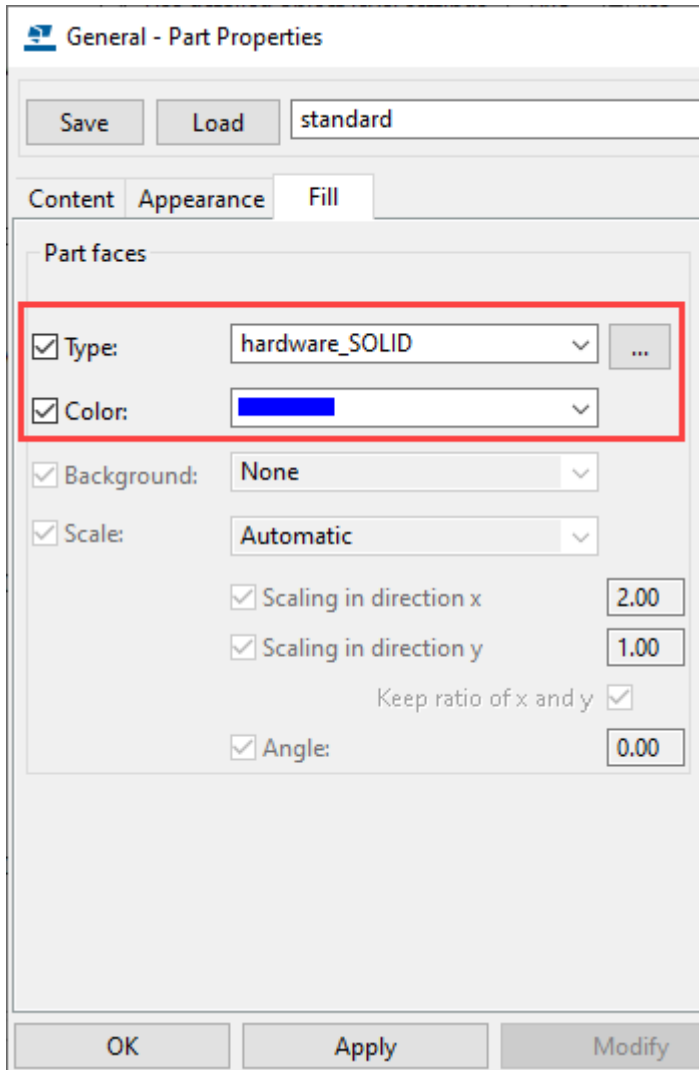 General - Part Properties
Save Load standard
Content Appearance Fill
Part faces
Type: hardware_SOLID ...
Color:
Background: None
Scale: Automatic
Scaling in direction x 2.00
Scaling in direction y 1.00
Keep ratio of x and y
Angle: 0.00
OK Apply Modify